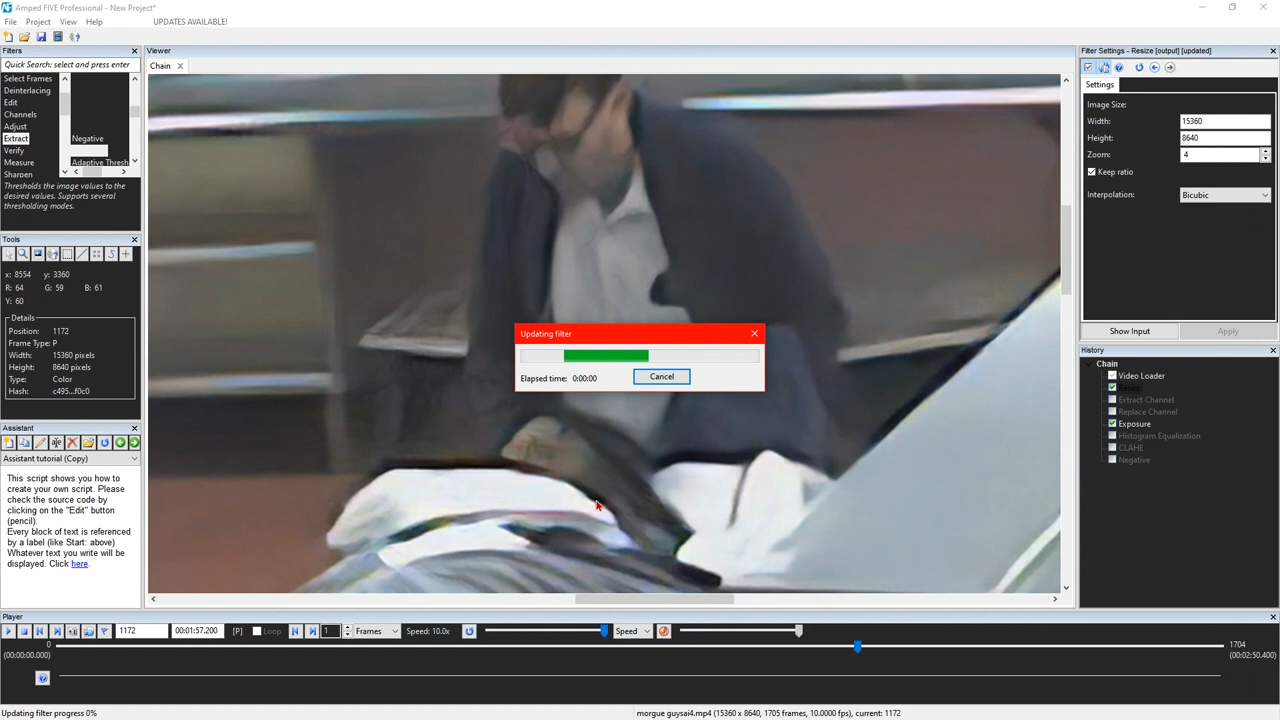 Amped FIVE Professional - New Project*
File Project View Help UPDATES AVAILABLE!
Filters
Quick Search: select and press enter
Select Frames
Deinterlacing
Edit
Channels
Adjust
Extract
Verify
Measure
Sharpen
Negative
Adaptive Thresh
Thresholds the image values to the
desired values. Supports several
thresholding modes.
Tools
x: 8554 y: 3360
R: 64 G: 59 B: 61
Y: 60
Details
Position: 1172
Frame Type: P
Width: 15360 pixels
Height: 8640 pixels
Type: Color
Hash: c495...f0c0
Assistant
Assistant tutorial (Copy)
This script shows you how to
create your own script. Please
check the source code by
clicking on the "Edit" button
(pencil).
Every block of text is referenced
by a label (like Start: above)
Whatever text you write will be
displayed. Click here.
Viewer
Chain
Updating filter
Elapsed time: 0:00:00
Cancel
Filter Settings - Resize [output] [updated]
Settings
Image Size:
Width: 15360
Height: 8640
Zoom: 4
Keep ratio
Interpolation: Bicubic
Show Input
Apply
History
Chain
Video Loader
Resize
Extract Channel
Replace Channel
Exposure
Histogram Equalization
CLAHE
Negative
Player
1172 00:01:57.200 [P] Loop 1 Frames Speed: 10.0x Speed
0 1704
(00:00:00.000) (00:02:50.400)
Updating filter progress 0%
morgue guysai4.mp4 (15360 x 8640, 1705 frames, 10.0000 fps), current: 1172